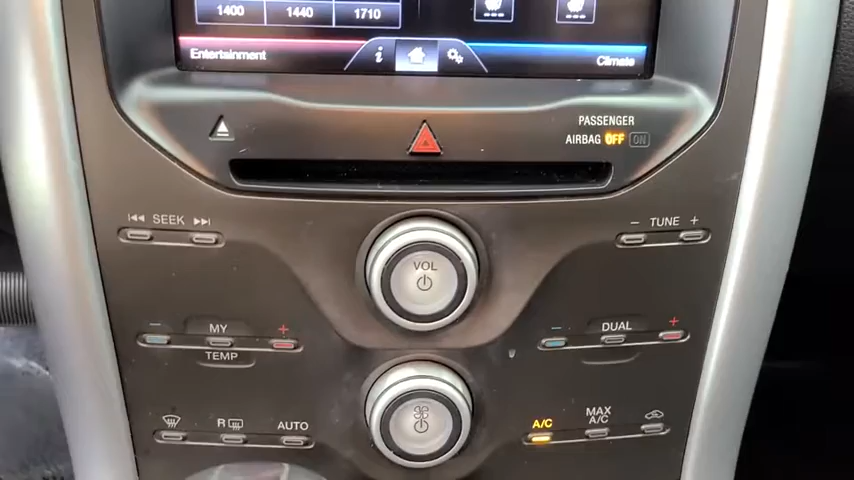 1400 1440 1710
Entertainment i Climate
PASSENGER
AIRBAG OFF ON
SEEK
- TUNE +
VOL
- MY +
TEMP
- DUAL +
R AUTO
A/C MAX
A/C